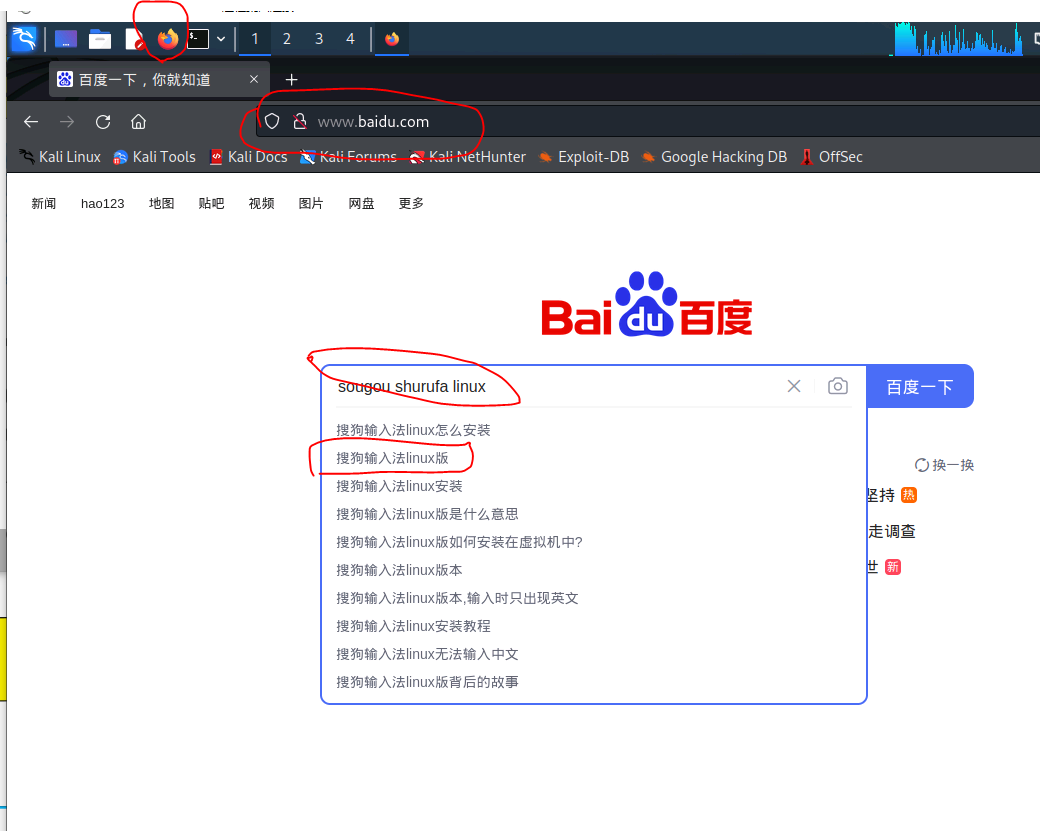 1 2 3 4
百度一下，你就知道
www.baidu.com
Kali Linux Kali Tools Kali Docs Kali Forums Kali NetHunter Exploit-DB Google Hacking DB OffSec
新闻 hao123 地图 贴吧 视频 图片 网盘 更多
Bai du 百度
sougou shurufa linux 百度一下
搜狗输入法linux怎么安装
搜狗输入法linux版
换一换
搜狗输入法linux安装
坚持 热
搜狗输入法linux版是什么意思
走调查
搜狗输入法linux版如何安装在虚拟机中?
搜狗输入法linux版本
世 新
搜狗输入法linux版本,输入时只出现英文
搜狗输入法linux安装教程
搜狗输入法linux无法输入中文
搜狗输入法linux版背后的故事